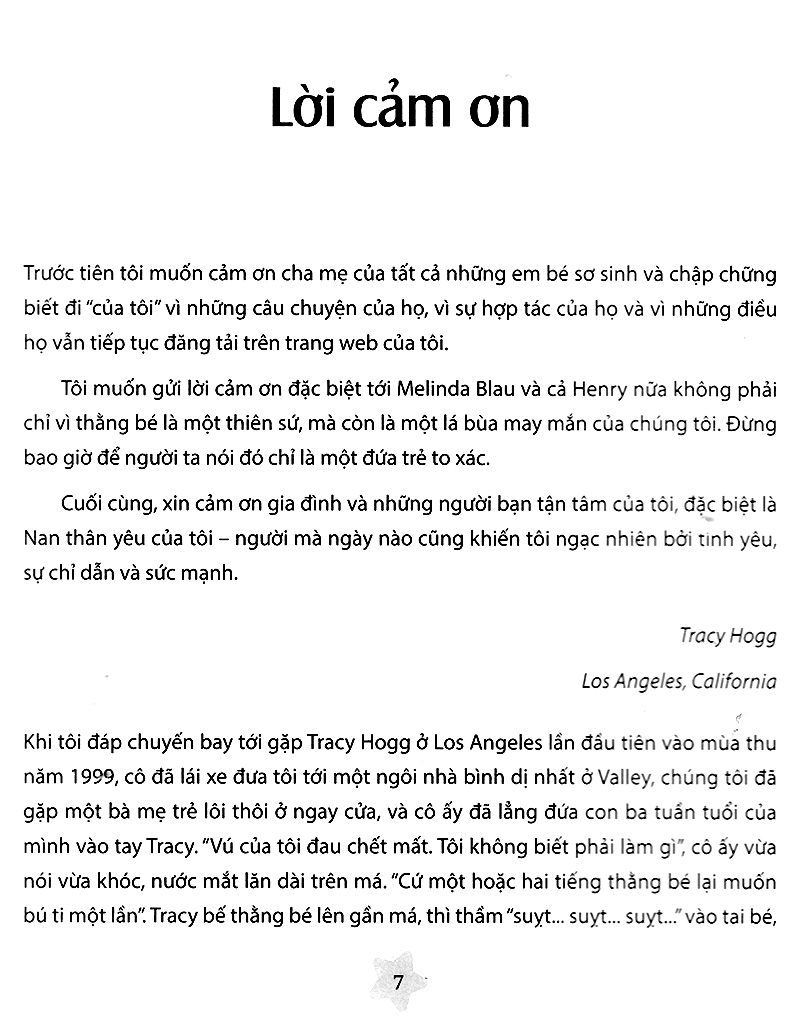 Lời cảm ơn
Trước tiên tôi muốn cảm ơn cha mẹ của tất cả những em bé sơ sinh và chập chững
biết đi “của tôi” vì những câu chuyện của họ, vì sự hợp tác của họ và vì những điều
họ vẫn tiếp tục đăng tải trên trang web của tôi.
Tôi muốn gửi lời cảm ơn đặc biệt tới Melinda Blau và cả Henry nữa không phải
chỉ vì thằng bé là một thiên sứ, mà còn là một lá bùa may mắn của chúng tôi. Đừng
bao giờ để người ta nói đó chỉ là một đứa trẻ to xác.
Cuối cùng, xin cảm ơn gia đình và những người bạn tận tâm của tôi, đặc biệt là
Nan thân yêu của tôi – người mà ngày nào cũng khiến tôi ngạc nhiên bởi tình yêu,
sự chỉ dẫn và sức mạnh.
Tracy Hogg
Los Angeles, California
Khi tôi đáp chuyến bay tới gặp Tracy Hogg ở Los Angeles lần đầu tiên vào mùa thu
năm 1999, cô đã lái xe đưa tôi tới một ngôi nhà bình dị nhất ở Valley, chúng tôi đã
gặp một bà mẹ trẻ lôi thôi ở ngay cửa, và cô ấy đã lẳng đứa con ba tuần tuổi của
mình vào tay Tracy. “Vú của tôi đau chết mất. Tôi không biết phải làm gì”, cô ấy vừa
nói vừa khóc, nước mắt lăn dài trên má. “Cứ một hoặc hai tiếng thằng bé lại muốn
bú ti một lần”. Tracy bế thằng bé lên gần má, thì thầm “suỵt... suỵt... suỵt...” vào tai bé,
7